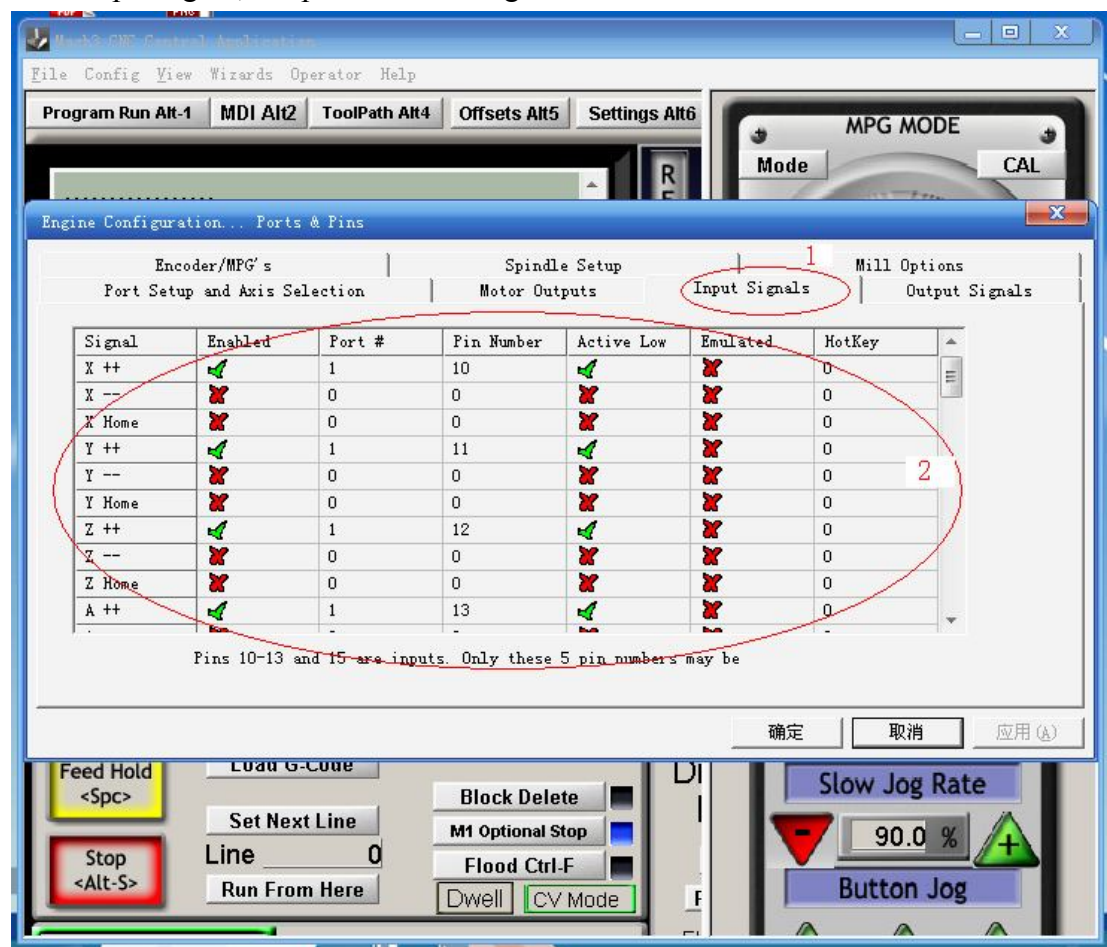 Mach3 CNC Control Application
File Config View Wizards Operator Help
Program Run Alt-1 MDI Alt2 ToolPath Alt4 Offsets Alt5 Settings Alt6
MPG MODE
Mode CAL
R
Engine Configuration... Ports & Pins
1
Encoder/MPG's Spindle Setup Mill Options
Port Setup and Axis Selection Motor Outputs Input Signals Output Signals
Signal Enabled Port # Pin Number Active Low Emulated HotKey
X ++ 1 10 0
X -- 0 0 0
X Home 0 0 0
Y ++ 1 11 0
Y -- 0 0 0
2
Y Home 0 0 0
Z ++ 1 12 0
Z -- 0 0 0
Z Home 0 0 0
A ++ 1 13 0
Pins 10-13 and 15 are inputs. Only these 5 pin numbers may be
确定 取消 应用(A)
Feed Hold
<Spc>
Load G-Code
Set Next Line
Line 0
Run From Here
Stop
<Alt-S>
Block Delete
M1 Optional Stop
Flood Ctrl-F
Dwell CV Mode
Slow Jog Rate
- 90.0 % +
Button Jog